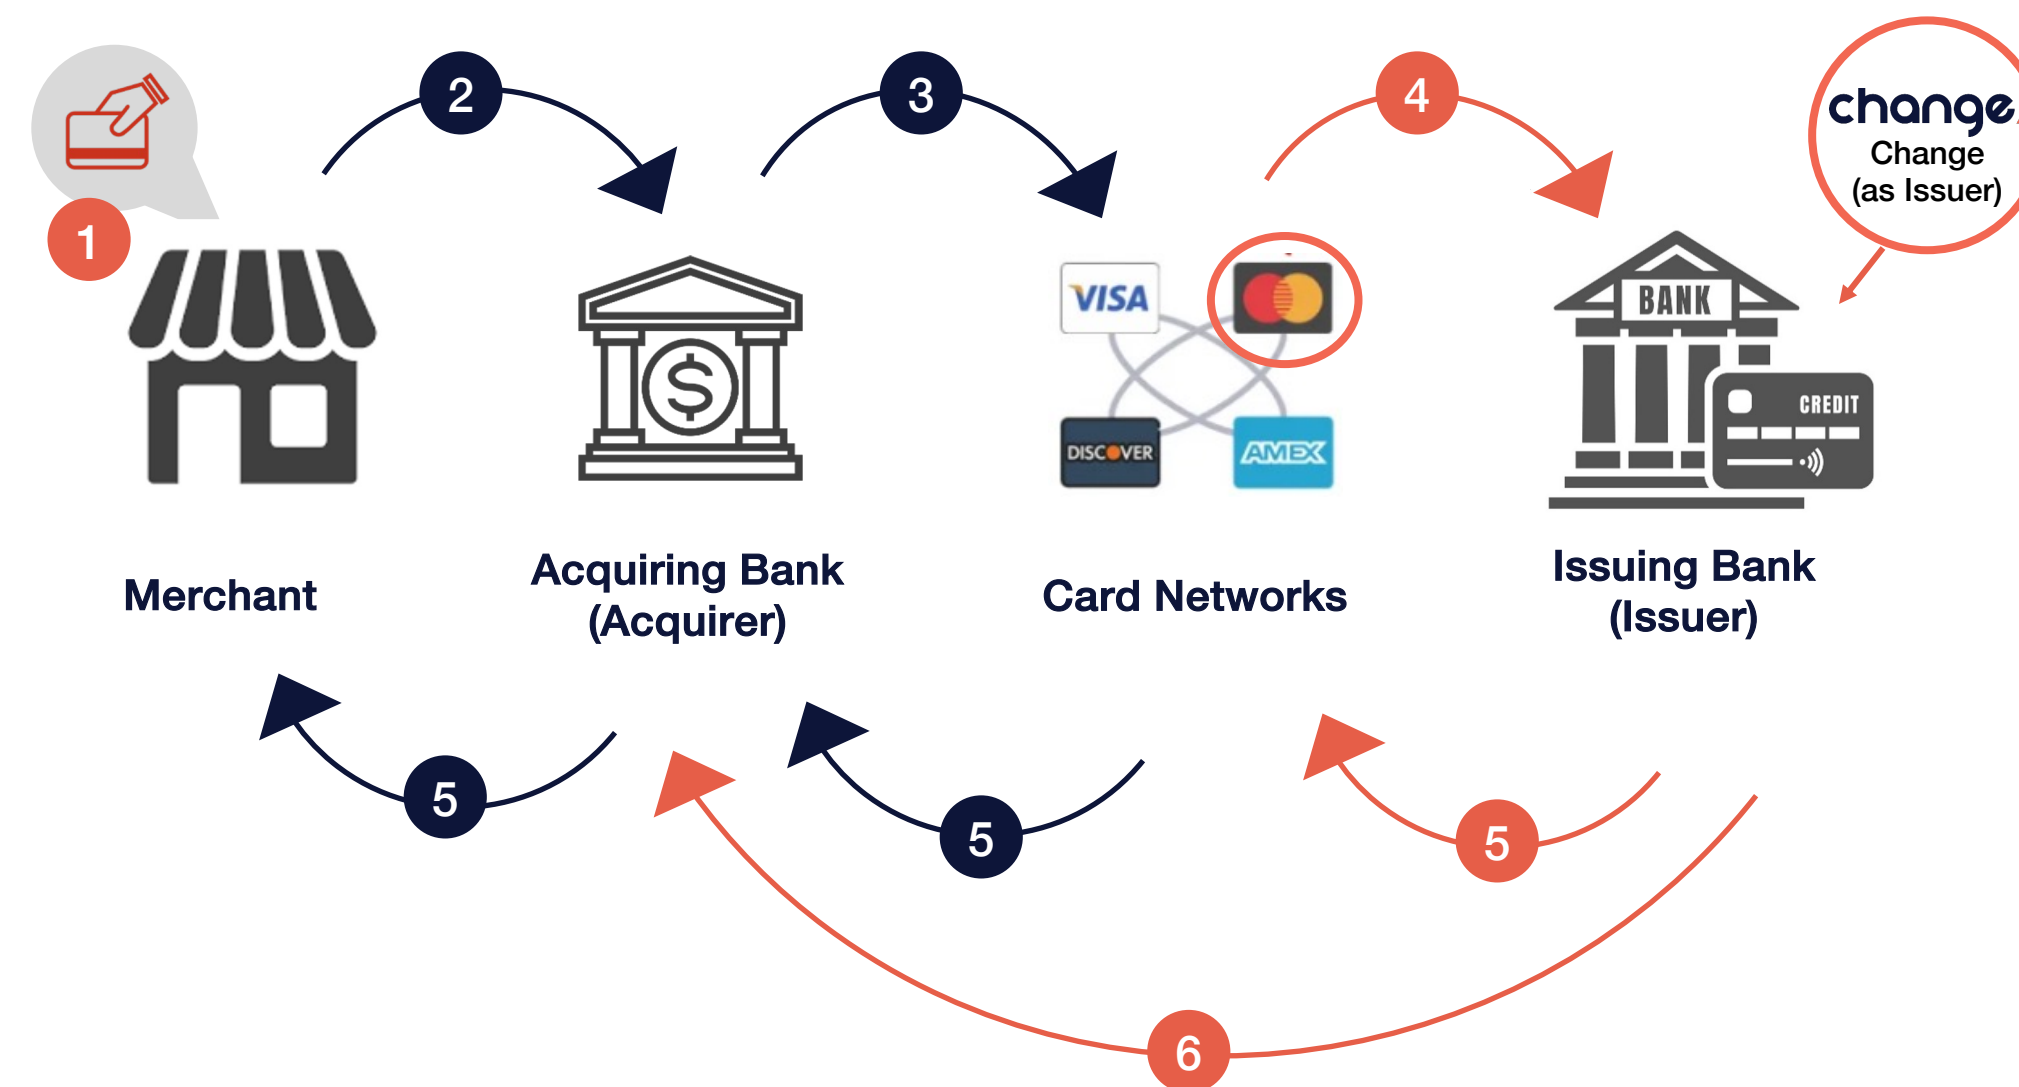 2
3
4
change
Change
(as Issuer)
1
VISA
BANK
CREDIT
DISCOVER
AMEX
Merchant
Acquiring Bank
(Acquirer)
Card Networks
Issuing Bank
(Issuer)
5
5
5
6